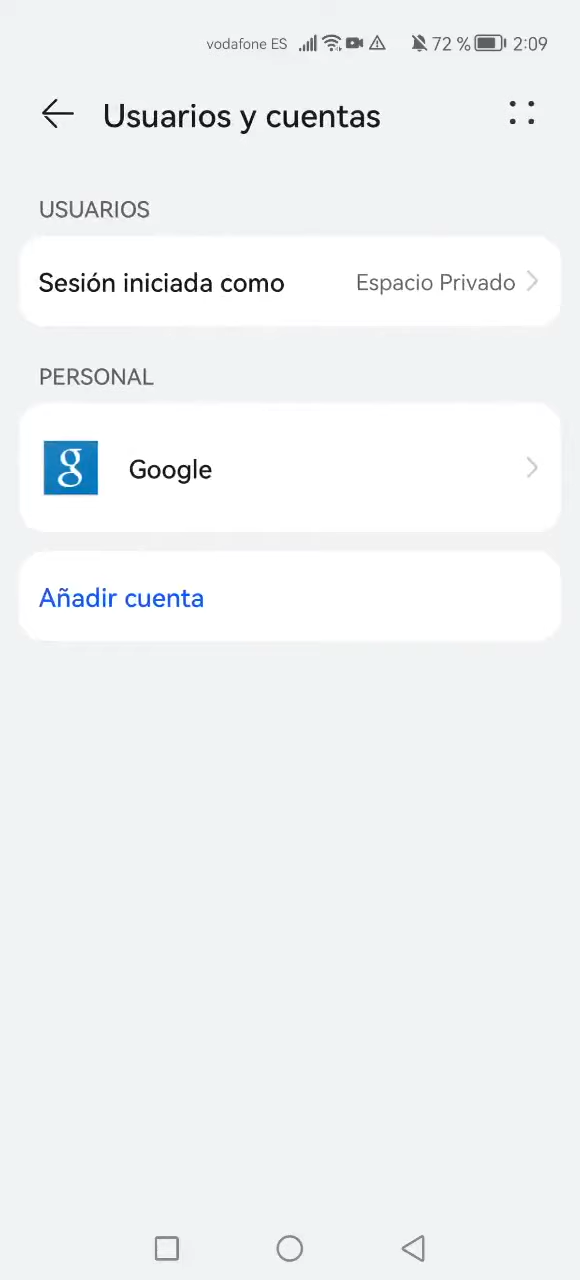 vodafone ES 72 % 2:09
Usuarios y cuentas
USUARIOS
Sesión iniciada como Espacio Privado
PERSONAL
g Google
Añadir cuenta